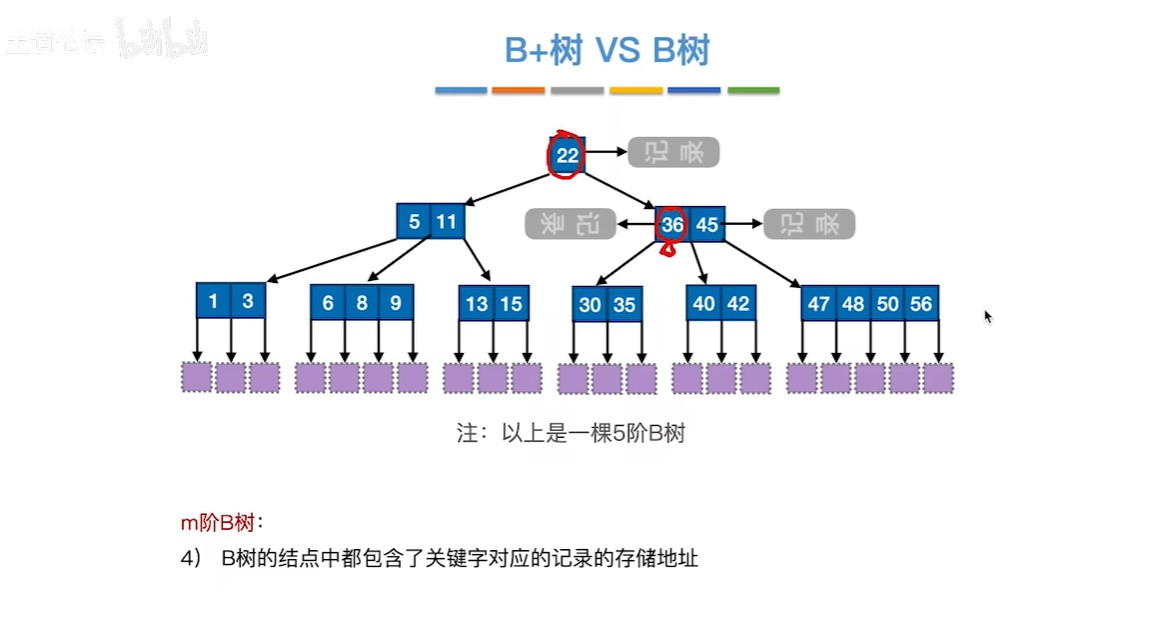 王道论坛 bilibili
B+树 VS B树
22 记录
5 11 记录 36 45 记录
1 3 6 8 9 13 15 30 35 40 42 47 48 50 56
注：以上是一棵5阶B树
m阶B树：
4） B树的结点中都包含了关键字对应的记录的存储地址